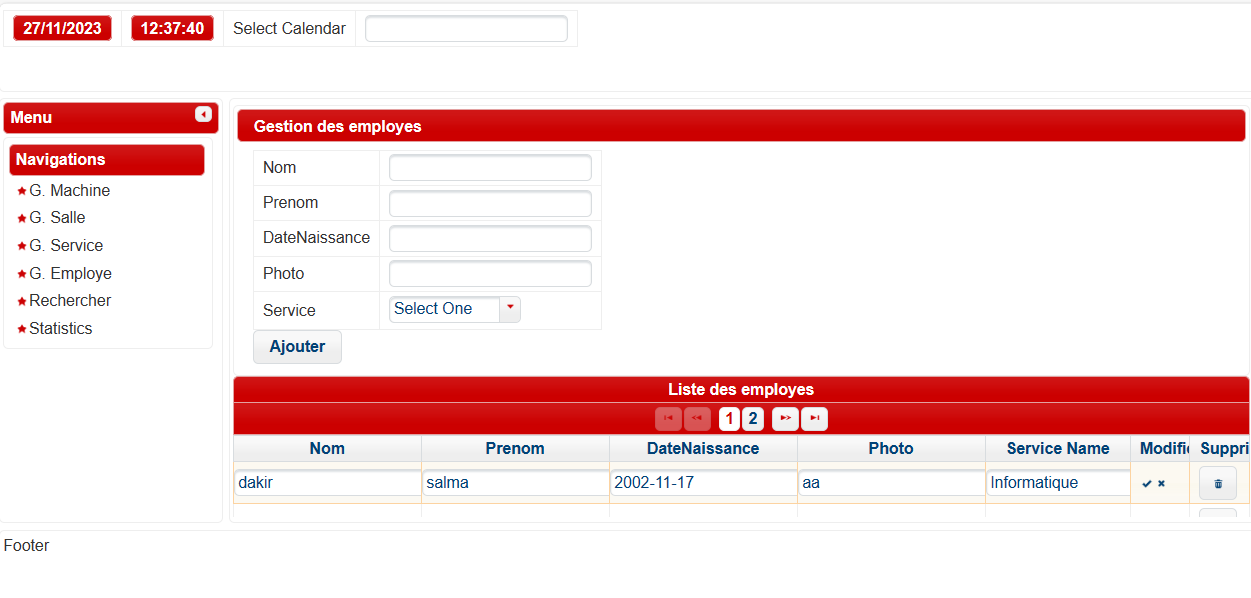 27/11/2023 12:37:40 Select Calendar
Menu
Navigations
G. Machine
G. Salle
G. Service
G. Employe
Rechercher
Statistics
Gestion des employes
Nom
Prenom
DateNaissance
Photo
Service Select One
Ajouter
Liste des employes
1 2
Nom Prenom DateNaissance Photo Service Name Modifi Suppri
dakir salma 2002-11-17 aa Informatique
Footer